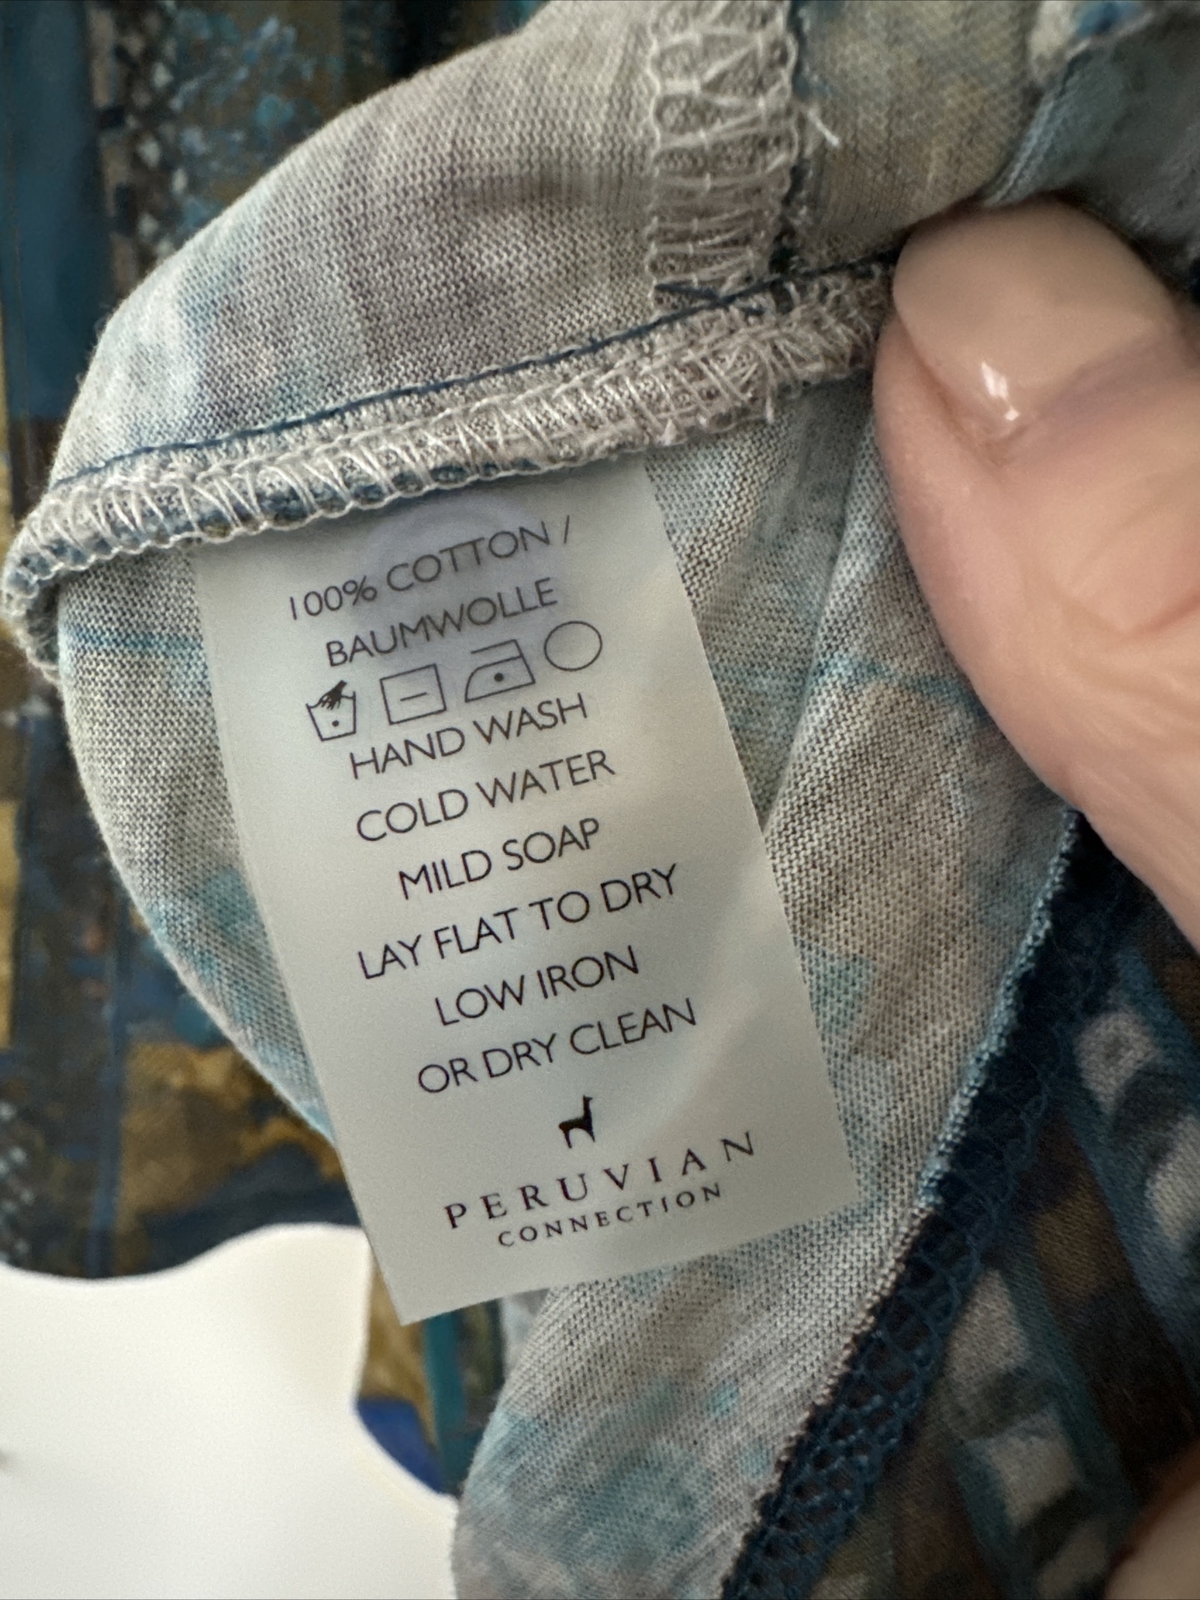 100% COTTON /
BAUMWOLLE
HAND WASH
COLD WATER
MILD SOAP
LAY FLAT TO DRY
LOW IRON
OR DRY CLEAN
PERUVIAN
CONNECTION